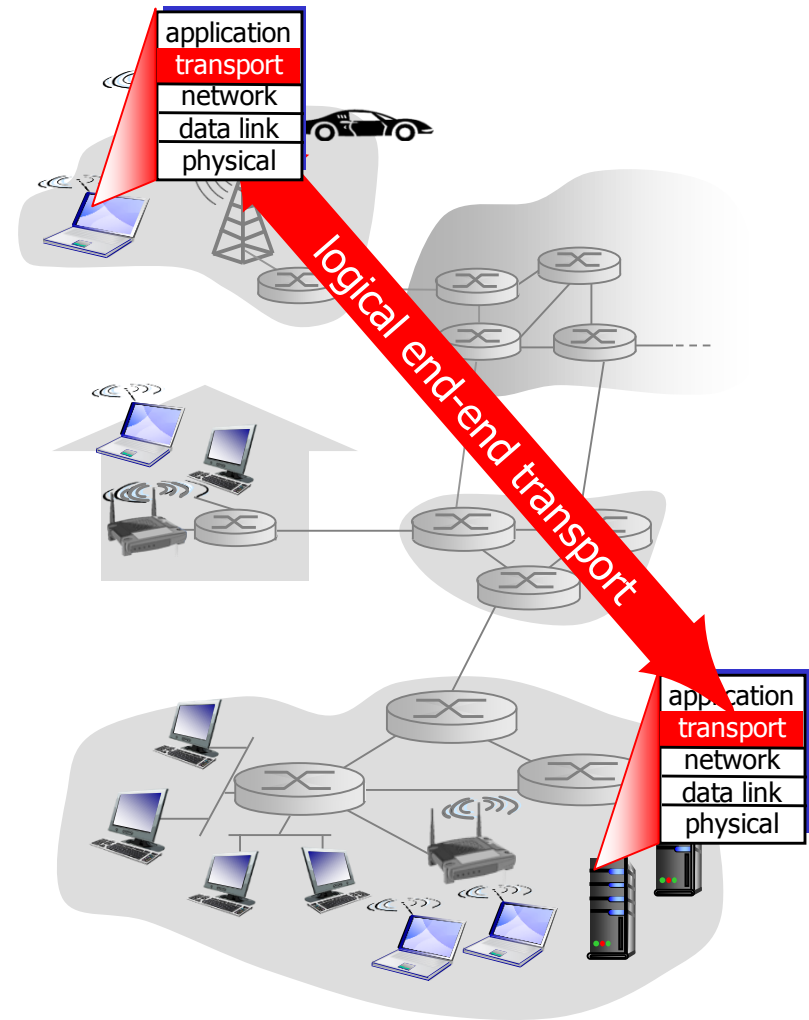 application
transport
network
data link
physical
logical end-end transport
application
transport
network
data link
physical